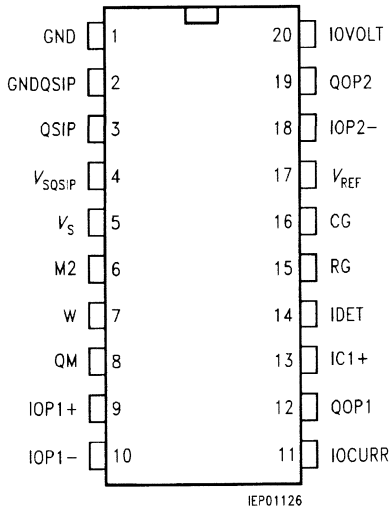 GND 1 20 IOVOLT
GNDQSIP 2 19 QOP2
QSIP 3 18 IOP2-
VSQSIP 4 17 VREF
VS 5 16 CG
M2 6 15 RG
W 7 14 IDET
QM 8 13 IC1+
IOP1+ 9 12 QOP1
IOP1- 10 11 IOCURR
IEP01126